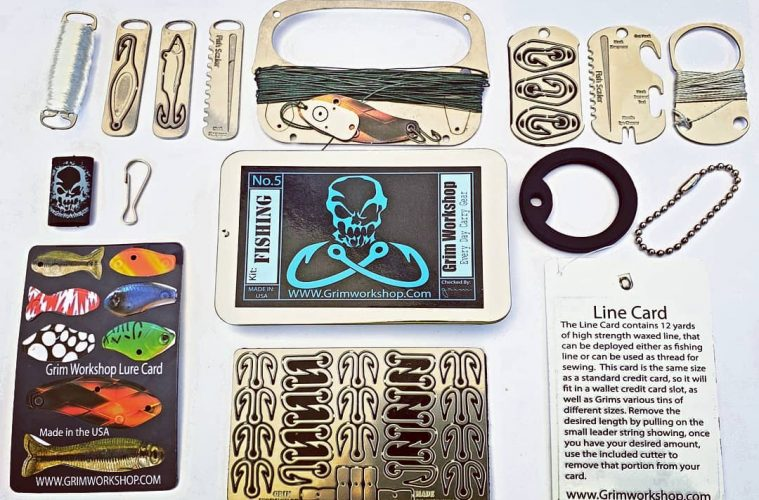 Fish Scaler
Fish Scaler
No.5
Kit:
FISHING
MADE IN
USA
WWW.Grimworkshop.Com
Grim Workshop
Every Day Carry Gear
Checked By:
Grim Workshop Lure Card
Made in the USA
WWW.GRIMWORKSHOP.COM
GRIM
MADE
Line Card
The Line Card contains 12 yards
of high strength waxed line, that
can be deployed either as fishing
line or can be used as thread for
sewing. This card is the same size
as a standard credit card, so it will
fit in a wallet credit card slot, as
well as Grims various tins of
different sizes. Remove the
desired length by pulling on the
small leader string showing, once
you have your desired amount,
use the included cutter to
remove that portion from your
card.
www.GrimWorkshop.com